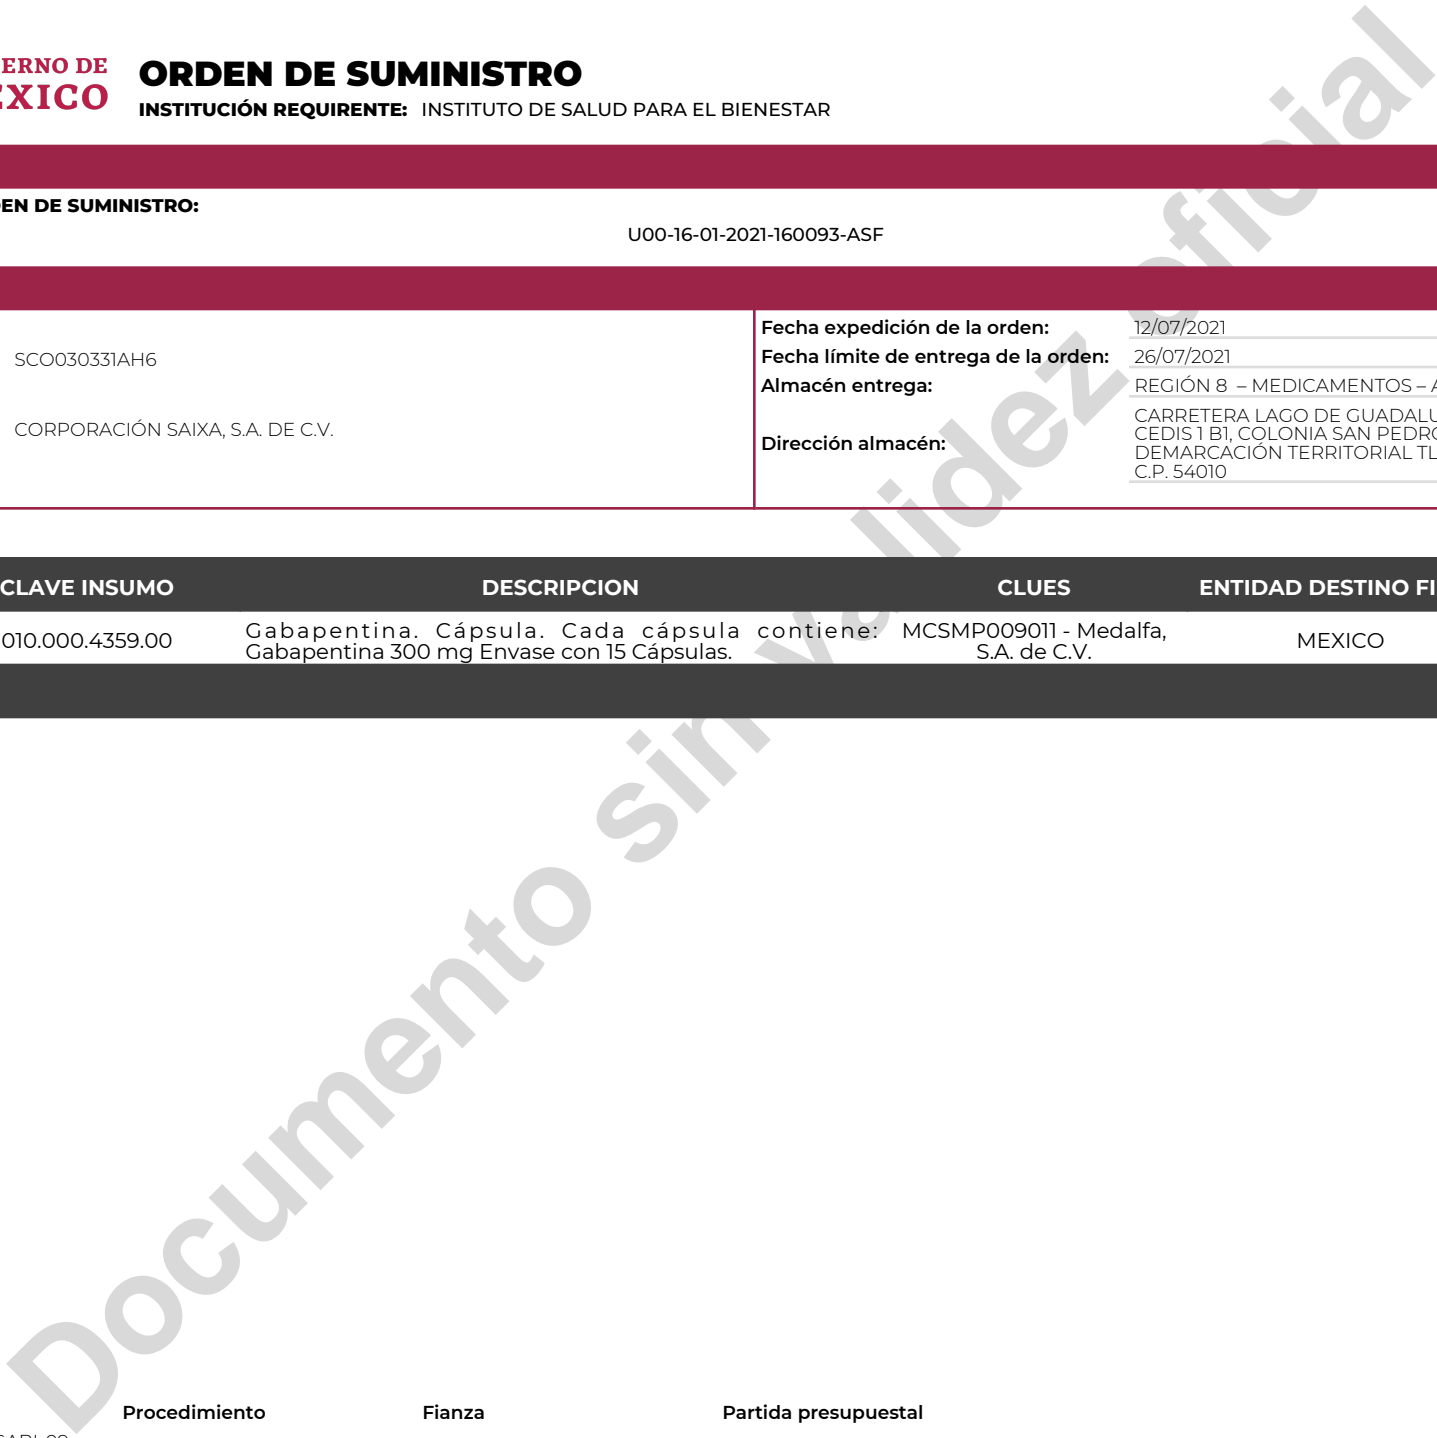 ERNO DE
EXICO
ORDEN DE SUMINISTRO
INSTITUCIÓN REQUIRENTE: INSTITUTO DE SALUD PARA EL BIENESTAR
EN DE SUMINISTRO:
U00-16-01-2021-160093-ASF
SCO030331AH6
CORPORACIÓN SAIXA, S.A. DE C.V.
Fecha expedición de la orden: 12/07/2021
Fecha límite de entrega de la orden: 26/07/2021
Almacén entrega: REGIÓN 8 – MEDICAMENTOS – A
Dirección almacén:
CARRETERA LAGO DE GUADALU
CEDIS 1 B1, COLONIA SAN PEDRO
DEMARCACIÓN TERRITORIAL TL
C.P. 54010
CLAVE INSUMO DESCRIPCION CLUES ENTIDAD DESTINO FI
010.000.4359.00
Gabapentina. Cápsula. Cada cápsula contiene:
Gabapentina 300 mg Envase con 15 Cápsulas.
MCSMP009011 - Medalfa,
S.A. de C.V.
MEXICO
Documento sin validez oficial
Procedimiento Fianza Partida presupuestal